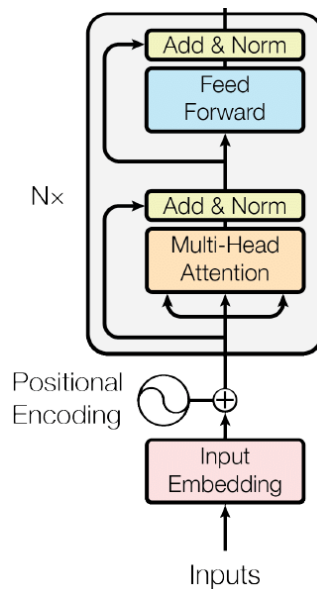 Add & Norm
Feed
Forward
N×
Add & Norm
Multi-Head
Attention
Positional
Encoding
Input
Embedding
Inputs